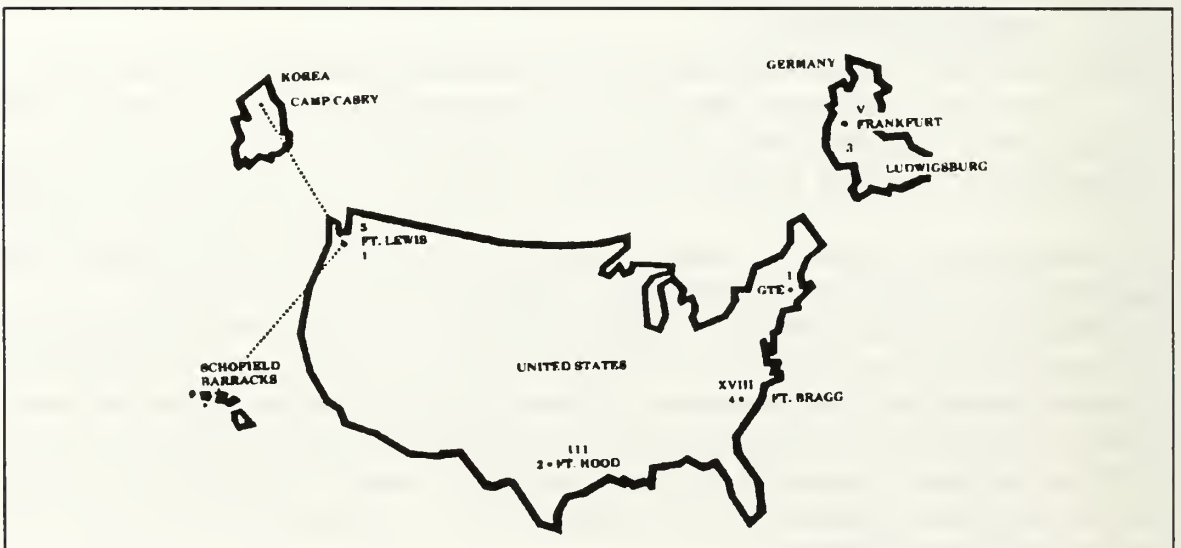 KOREA
CAMP CASRY
GERMANY
V
FRANKFURT
3
LUDWIGSBURG
5
FT. LEWIS
1
1
GTE
SCHOFIELD
BARRACKS
UNITED STATES
XVIII
4
FT. BRAGG
III
2
FT. HOOD